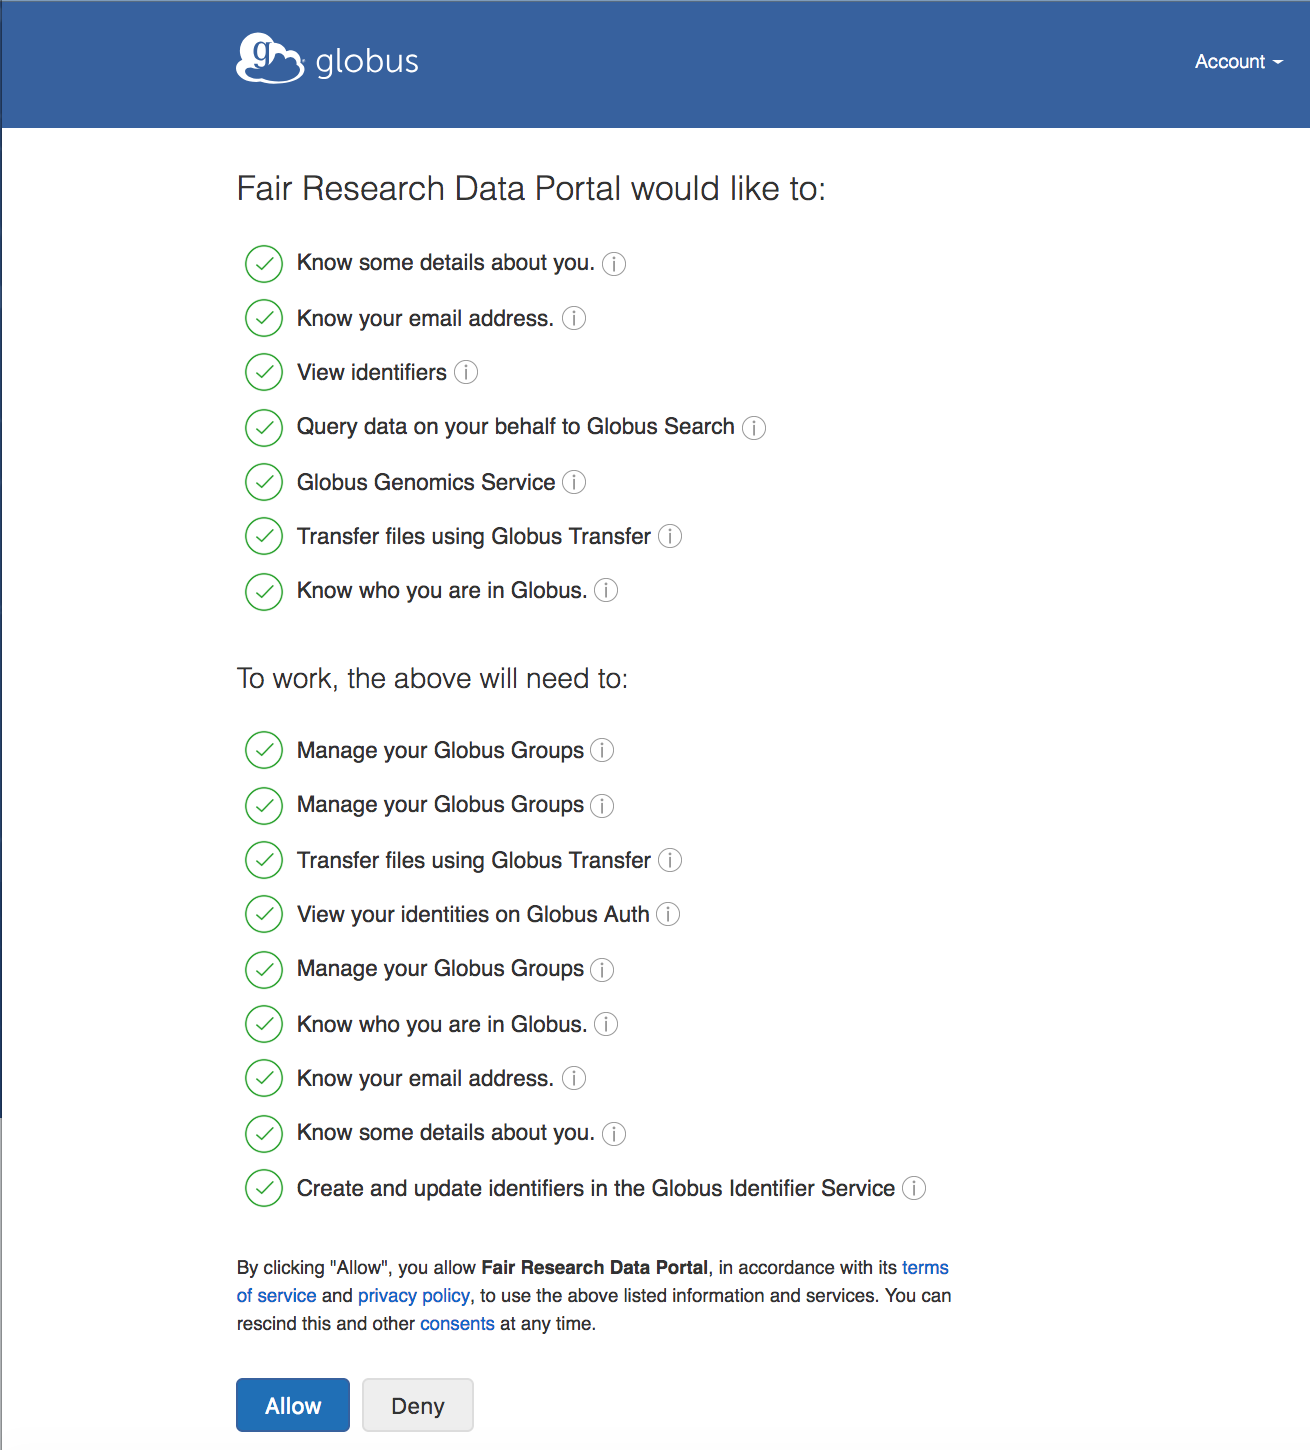 g globus
Account
Fair Research Data Portal would like to:
Know some details about you. i
Know your email address. i
View identifiers i
Query data on your behalf to Globus Search i
Globus Genomics Service i
Transfer files using Globus Transfer i
Know who you are in Globus. i
To work, the above will need to:
Manage your Globus Groups i
Manage your Globus Groups i
Transfer files using Globus Transfer i
View your identities on Globus Auth i
Manage your Globus Groups i
Know who you are in Globus. i
Know your email address. i
Know some details about you. i
Create and update identifiers in the Globus Identifier Service i
By clicking "Allow", you allow Fair Research Data Portal, in accordance with its terms
of service and privacy policy, to use the above listed information and services. You can
rescind this and other consents at any time.
Allow Deny